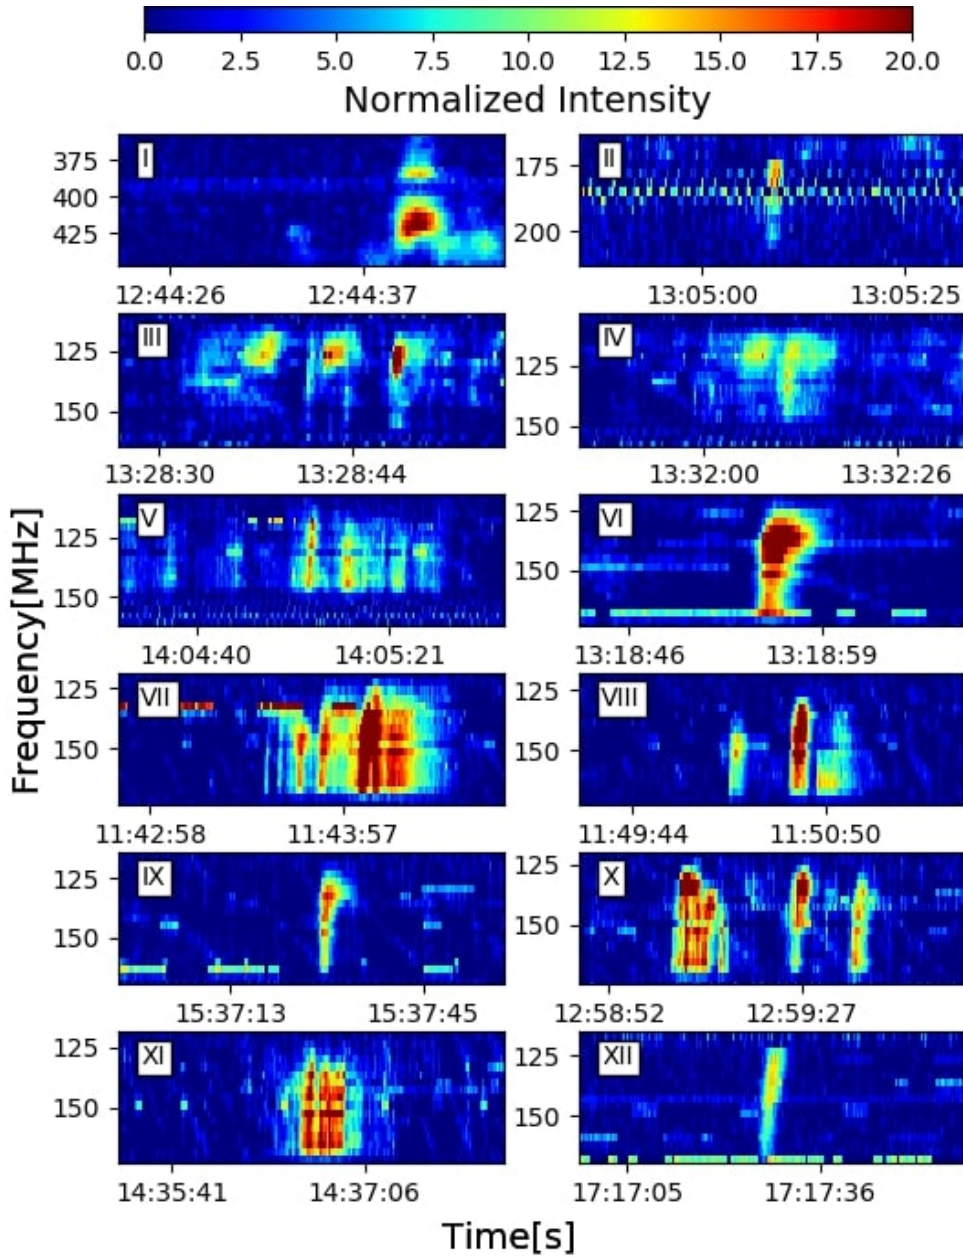 0.0 2.5 5.0 7.5 10.0 12.5 15.0 17.5 20.0
Normalized Intensity
I
375
400
425
12:44:26 12:44:37
II
175
200
13:05:00 13:05:25
III
125
150
13:28:30 13:28:44
IV
125
150
13:32:00 13:32:26
V
125
150
14:04:40 14:05:21
VI
125
150
13:18:46 13:18:59
VII
125
150
11:42:58 11:43:57
VIII
125
150
11:49:44 11:50:50
IX
125
150
15:37:13 15:37:45
X
125
150
12:58:52 12:59:27
XI
125
150
14:35:41 14:37:06
XII
125
150
17:17:05 17:17:36
Frequency[MHz]
Time[s]